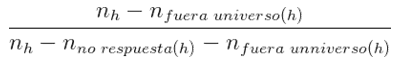 n_h − n_{fuera universo(h)}
n_h − n_{no respuesta(h)} − n_{fuera unniverso(h)}